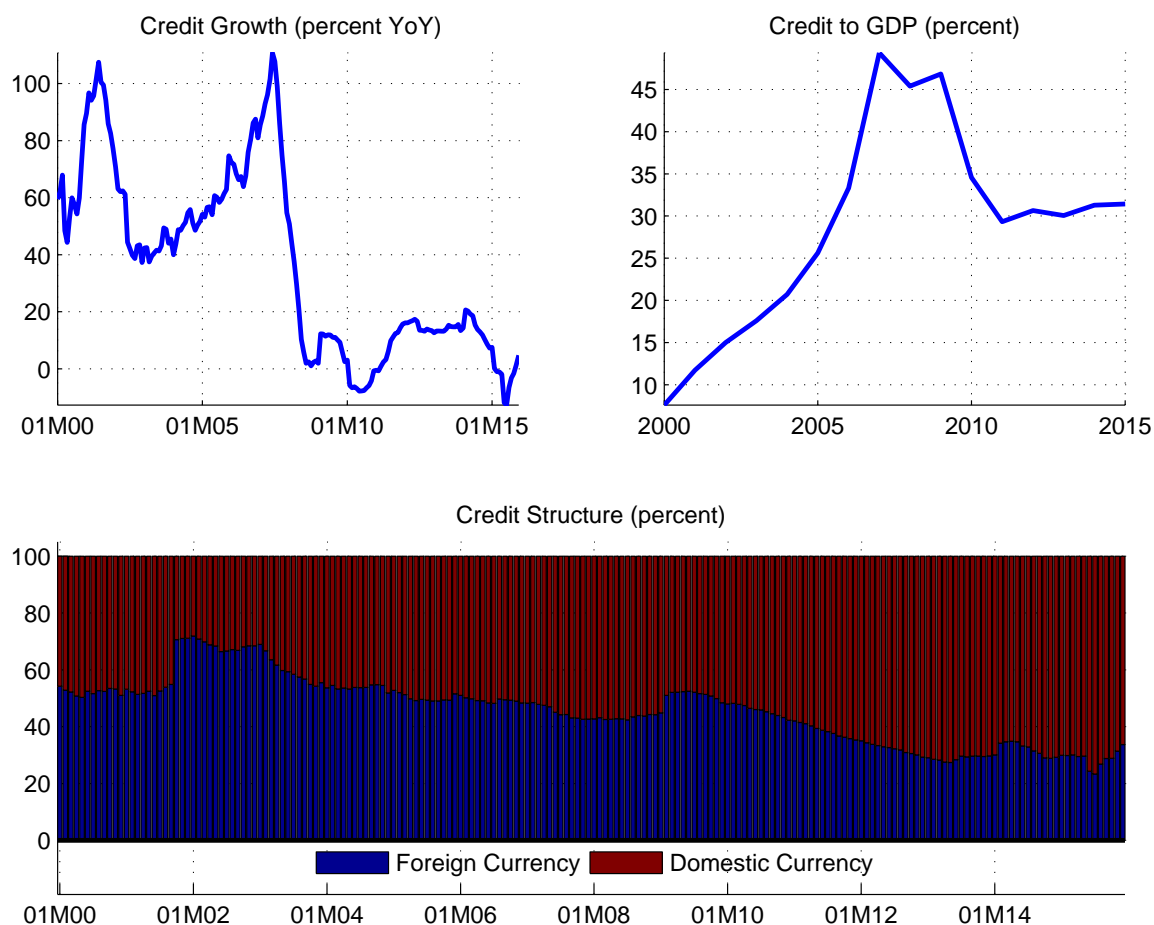 Credit Growth (percent YoY)
100
80
60
40
20
0
01M00 01M05 01M10 01M15
Credit to GDP (percent)
45
40
35
30
25
20
15
10
2000 2005 2010 2015
Credit Structure (percent)
100
80
60
40
20
0
Foreign Currency Domestic Currency
01M00 01M02 01M04 01M06 01M08 01M10 01M12 01M14